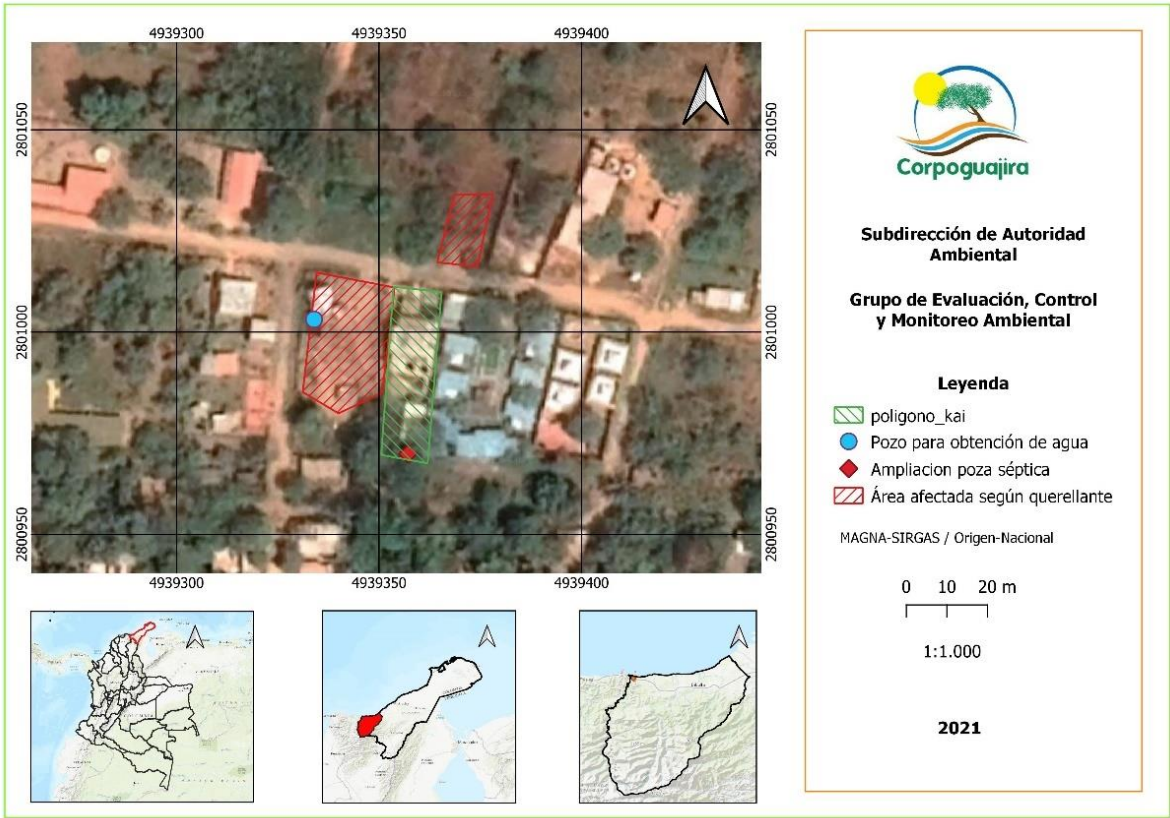 4939300
4939350
4939400
2801050
2801050
2801000
2801000
2800950
2800950
4939300
4939350
4939400
Corpoguajira
Subdirección de Autoridad
Ambiental
Grupo de Evaluación, Control
y Monitoreo Ambiental
Leyenda
poligono_kai
Pozo para obtención de agua
Ampliacion poza séptica
Área afectada según querellante
MAGNA-SIRGAS / Origen-Nacional
0 10 20 m
1:1.000
2021